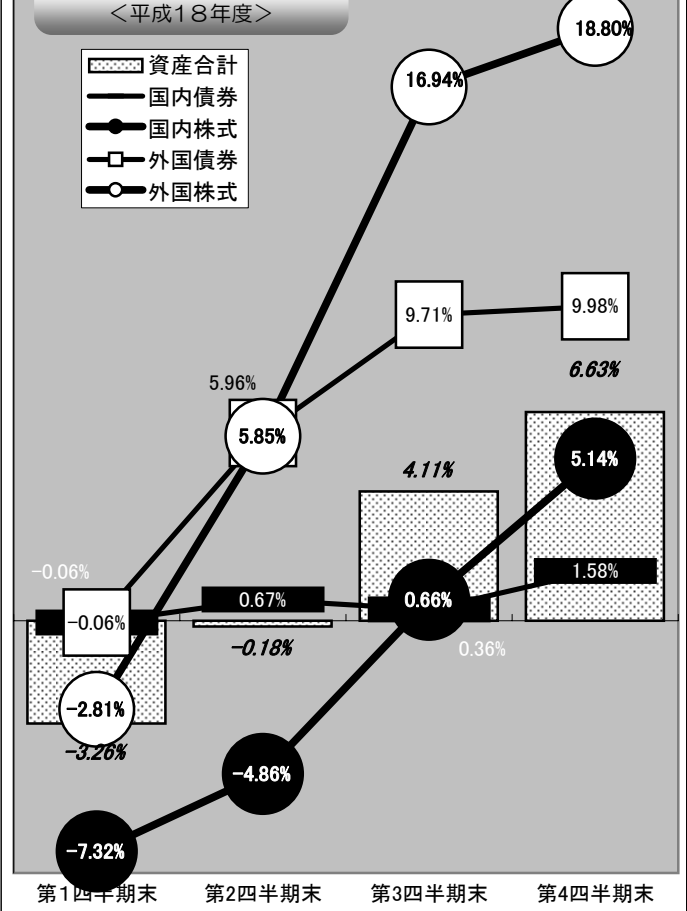 ＜平成１８年度＞
資産合計
国内債券
国内株式
外国債券
外国株式
18.80%
16.94%
9.71%
9.98%
6.63%
5.96%
5.85%
4.11%
5.14%
−0.06%
−0.06%
0.67%
0.66%
1.58%
−0.18%
0.36%
−2.81%
−3.26%
−4.86%
−7.32%
第1四半期末 第2四半期末 第3四半期末 第4四半期末